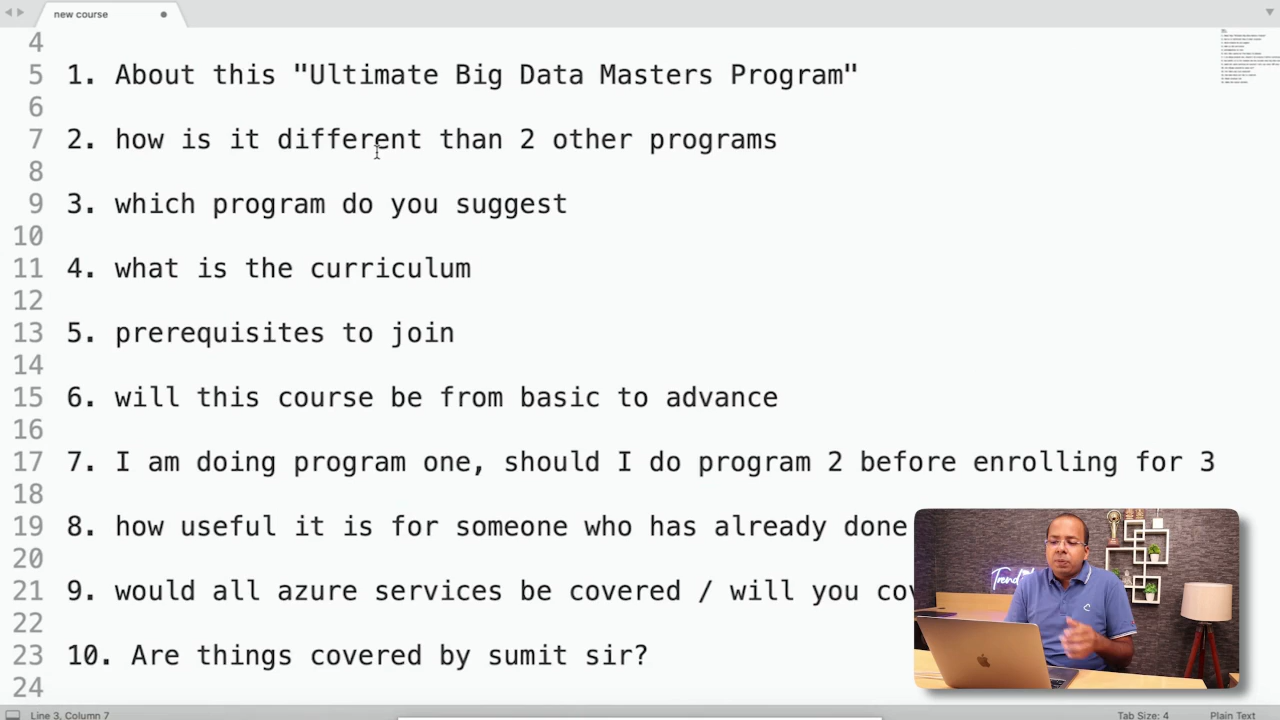 new course
4
5 1. About this "Ultimate Big Data Masters Program"
6
7 2. how is it different than 2 other programs
8
9 3. which program do you suggest
10
11 4. what is the curriculum
12
13 5. prerequisites to join
14
15 6. will this course be from basic to advance
16
17 7. I am doing program one, should I do program 2 before enrolling for 3
18
19 8. how useful it is for someone who has already done
20
21 9. would all azure services be covered / will you
22
23 10. Are things covered by sumit sir?
24
Line 3, Column 7
Tab Size: 4
Plain Text